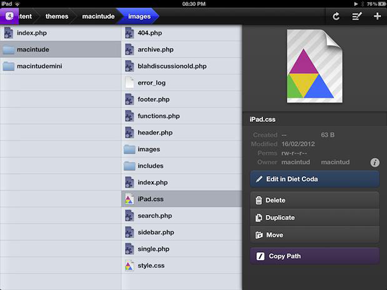 iPad
08:30 PM
tent
themes
macintude
images
index.php
macintude
macintudemini
404.php
archive.php
blahdiscussionold.php
error_log
footer.php
functions.php
header.php
images
includes
index.php
iPad.css
search.php
sidebar.php
single.php
style.css
iPad.css
Created -- 63 B
Modified 16/02/2012
Perms rw-r--r--
Owner macintud macintud
Edit in Diet Coda
Delete
Duplicate
Move
Copy Path